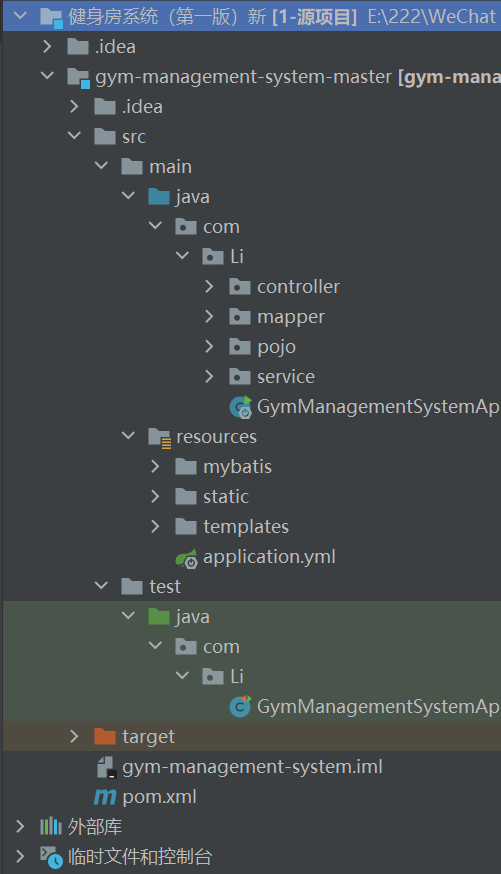 健身房系统（第一版）新 [1-源项目] E:\222\WeChat
.idea
gym-management-system-master [gym-mana
.idea
src
main
java
com
Li
controller
mapper
pojo
service
GymManagementSystemAp
resources
mybatis
static
templates
application.yml
test
java
com
Li
GymManagementSystemAp
target
gym-management-system.iml
pom.xml
外部库
临时文件和控制台